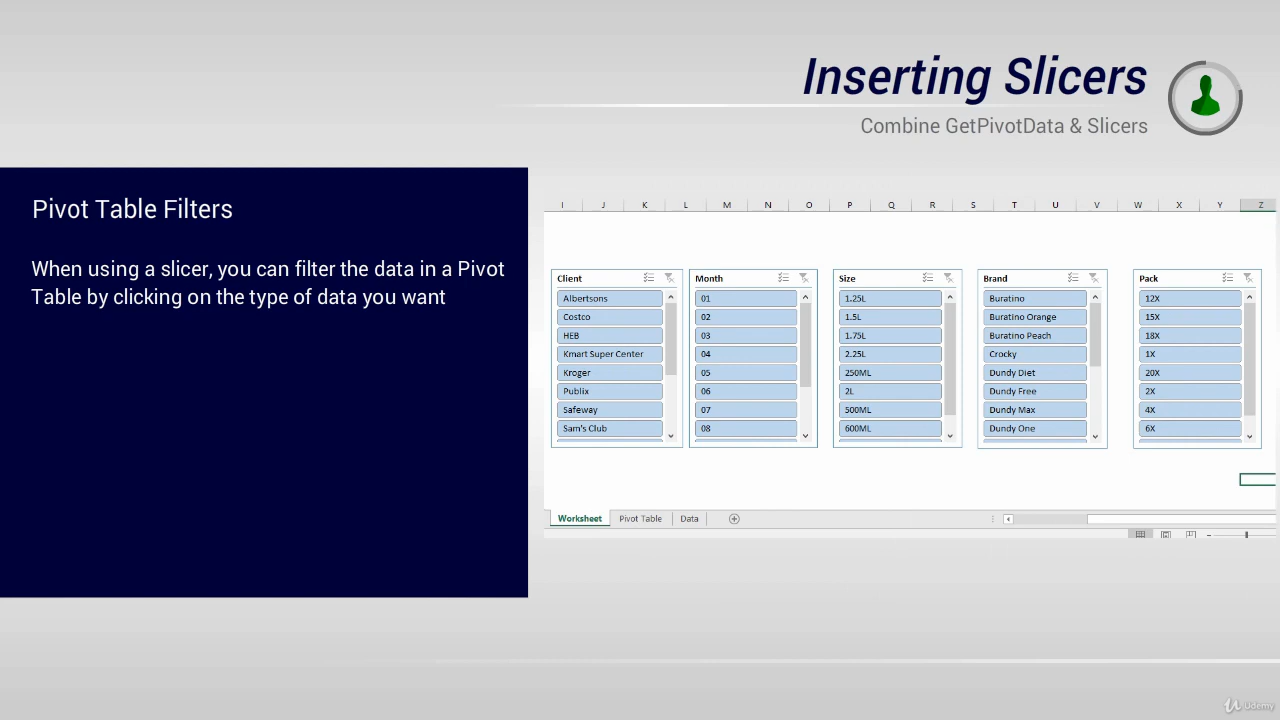 Inserting Slicers
Combine GetPivotData & Slicers
Pivot Table Filters
When using a slicer, you can filter the data in a Pivot
Table by clicking on the type of data you want
I J K L M N O P Q R S T U V W X Y Z
Client
Albertsons
Costco
HEB
Kmart Super Center
Kroger
Publix
Safeway
Sam's Club
Month
01
02
03
04
05
06
07
08
Size
1.25L
1.5L
1.75L
2.25L
250ML
2L
500ML
600ML
Brand
Buratino
Buratino Orange
Buratino Peach
Crocky
Dundy Diet
Dundy Free
Dundy Max
Dundy One
Pack
12X
15X
18X
1X
20X
2X
4X
6X
Worksheet Pivot Table Data
Udemy